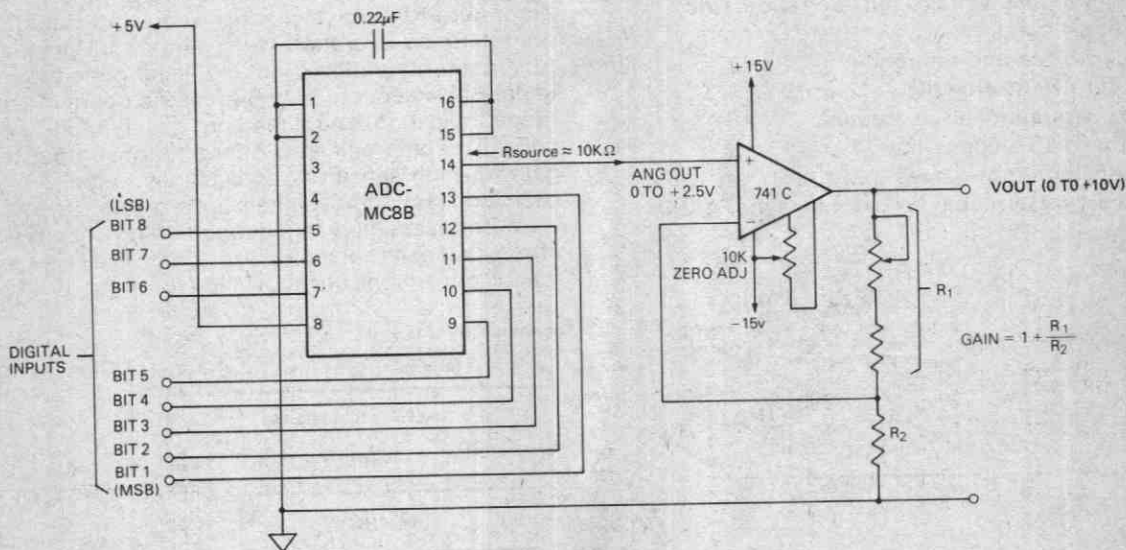 0.22µF
+5V
1
2
3
4
5
6
7
8
16
15
14
13
12
11
10
9
ADC-
MC8B
Rsource ≈ 10KΩ
ANG OUT
0 TO +2.5V
+15V
+
741 C
−
10K
ZERO ADJ
−15v
VOUT (0 T0 +10V)
R1
GAIN = 1 + R1
R2
R2
(LSB)
BIT 8
BIT 7
BIT 6
DIGITAL
INPUTS
BIT 5
BIT 4
BIT 3
BIT 2
BIT 1
(MSB)